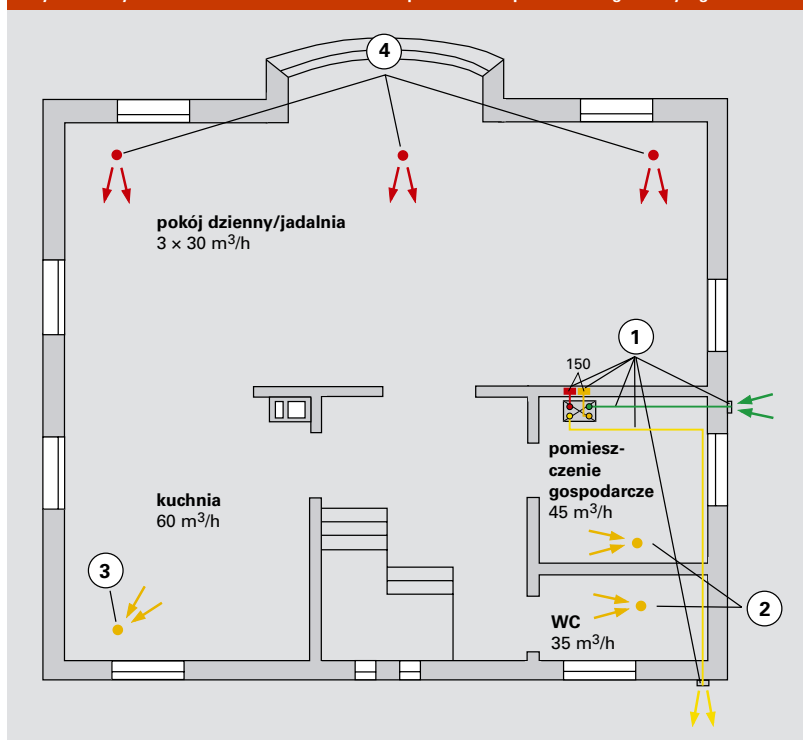 4
pokój dzienny/jadalnia
3 × 30 m³/h
1
150
pomiesz-
czenie
gospodarcze
45 m³/h
kuchnia
60 m³/h
3
2
WC
35 m³/h